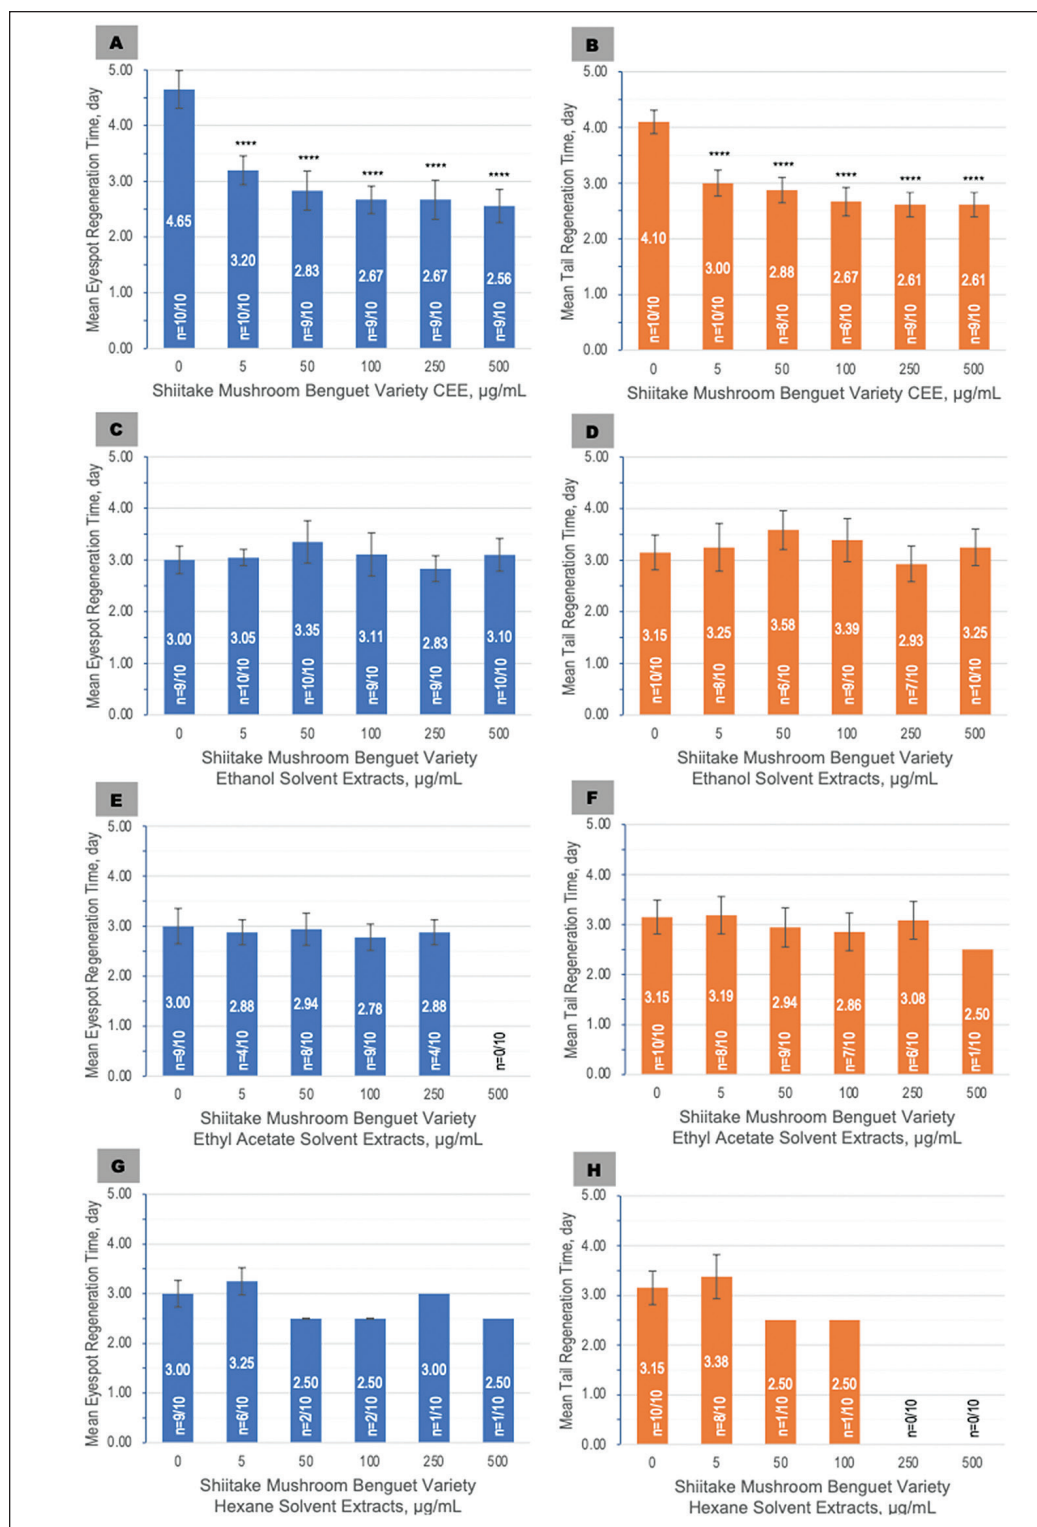 A
Mean Eyespot Regeneration Time, day
5.00
4.00
3.00
2.00
1.00
0.00
****
****
****
****
****
4.65
3.20
2.83
2.67
2.67
2.56
n=10/10
n=10/10
n=9/10
n=9/10
n=9/10
n=9/10
0
5
50
100
250
500
Shiitake Mushroom Benguet Variety CEE, µg/mL
B
Mean Tail Regeneration Time, day
5.00
4.00
3.00
2.00
1.00
0.00
****
****
****
****
****
4.10
3.00
2.88
2.67
2.61
2.61
n=10/10
n=10/10
n=8/10
n=6/10
n=9/10
n=9/10
0
5
50
100
250
500
Shiitake Mushroom Benguet Variety CEE, µg/mL
C
Mean Eyespot Regeneration Time, day
5.00
4.00
3.00
2.00
1.00
0.00
3.00
3.05
3.35
3.11
2.83
3.10
n=9/10
n=10/10
n=10/10
n=9/10
n=9/10
n=10/10
0
5
50
100
250
500
Shiitake Mushroom Benguet Variety
Ethanol Solvent Extracts, µg/mL
D
Mean Tail Regeneration Time, day
5.00
4.00
3.00
2.00
1.00
0.00
3.15
3.25
3.58
3.39
2.93
3.25
n=10/10
n=8/10
n=6/10
n=9/10
n=7/10
n=10/10
0
5
50
100
250
500
Shiitake Mushroom Benguet Variety
Ethanol Solvent Extracts, µg/mL
E
Mean Eyespot Regeneration Time, day
5.00
4.00
3.00
2.00
1.00
0.00
3.00
2.88
2.94
2.78
2.88
n=9/10
n=4/10
n=8/10
n=9/10
n=4/10
n=0/10
0
5
50
100
250
500
Shiitake Mushroom Benguet Variety
Ethyl Acetate Solvent Extracts, µg/mL
F
Mean Tail Regeneration Time, day
5.00
4.00
3.00
2.00
1.00
0.00
3.15
3.19
2.94
2.86
3.08
2.50
n=10/10
n=8/10
n=9/10
n=7/10
n=6/10
n=1/10
0
5
50
100
250
500
Shiitake Mushroom Benguet Variety
Ethyl Acetate Solvent Extracts, µg/mL
G
Mean Eyespot Regeneration Time, day
5.00
4.00
3.00
2.00
1.00
0.00
3.00
3.25
2.50
2.50
3.00
2.50
n=9/10
n=6/10
n=2/10
n=2/10
n=1/10
n=1/10
0
5
50
100
250
500
Shiitake Mushroom Benguet Variety
Hexane Solvent Extracts, µg/mL
H
Mean Tail Regeneration Time, day
5.00
4.00
3.00
2.00
1.00
0.00
3.15
3.38
2.50
2.50
n=10/10
n=8/10
n=1/10
n=1/10
n=0/10
n=0/10
0
5
50
100
250
500
Shiitake Mushroom Benguet Variety
Hexane Solvent Extracts, µg/mL